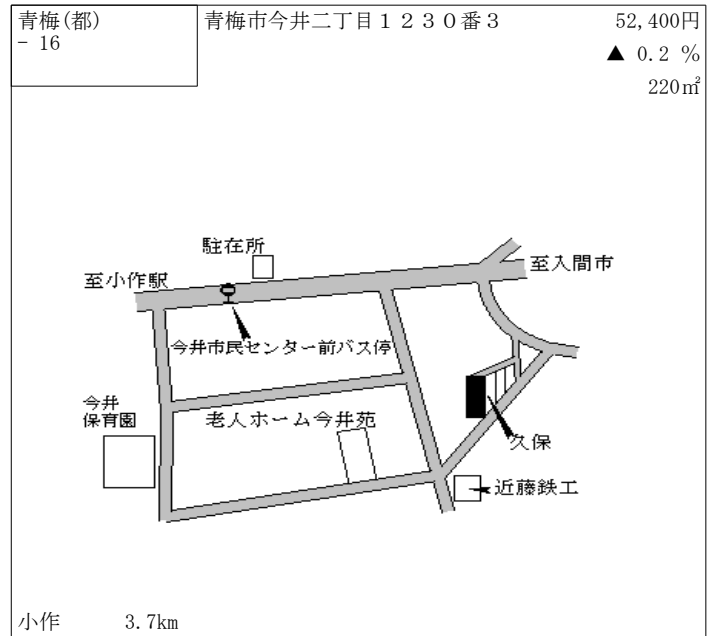 青梅(都)
- 16
青梅市今井二丁目１２３０番３
52,400円
▲ 0.2 %
220㎡
駐在所
至小作駅
至入間市
今井市民センター前バス停
今井
保育園
老人ホーム今井苑
久保
近藤鉄工
小作 3.7km